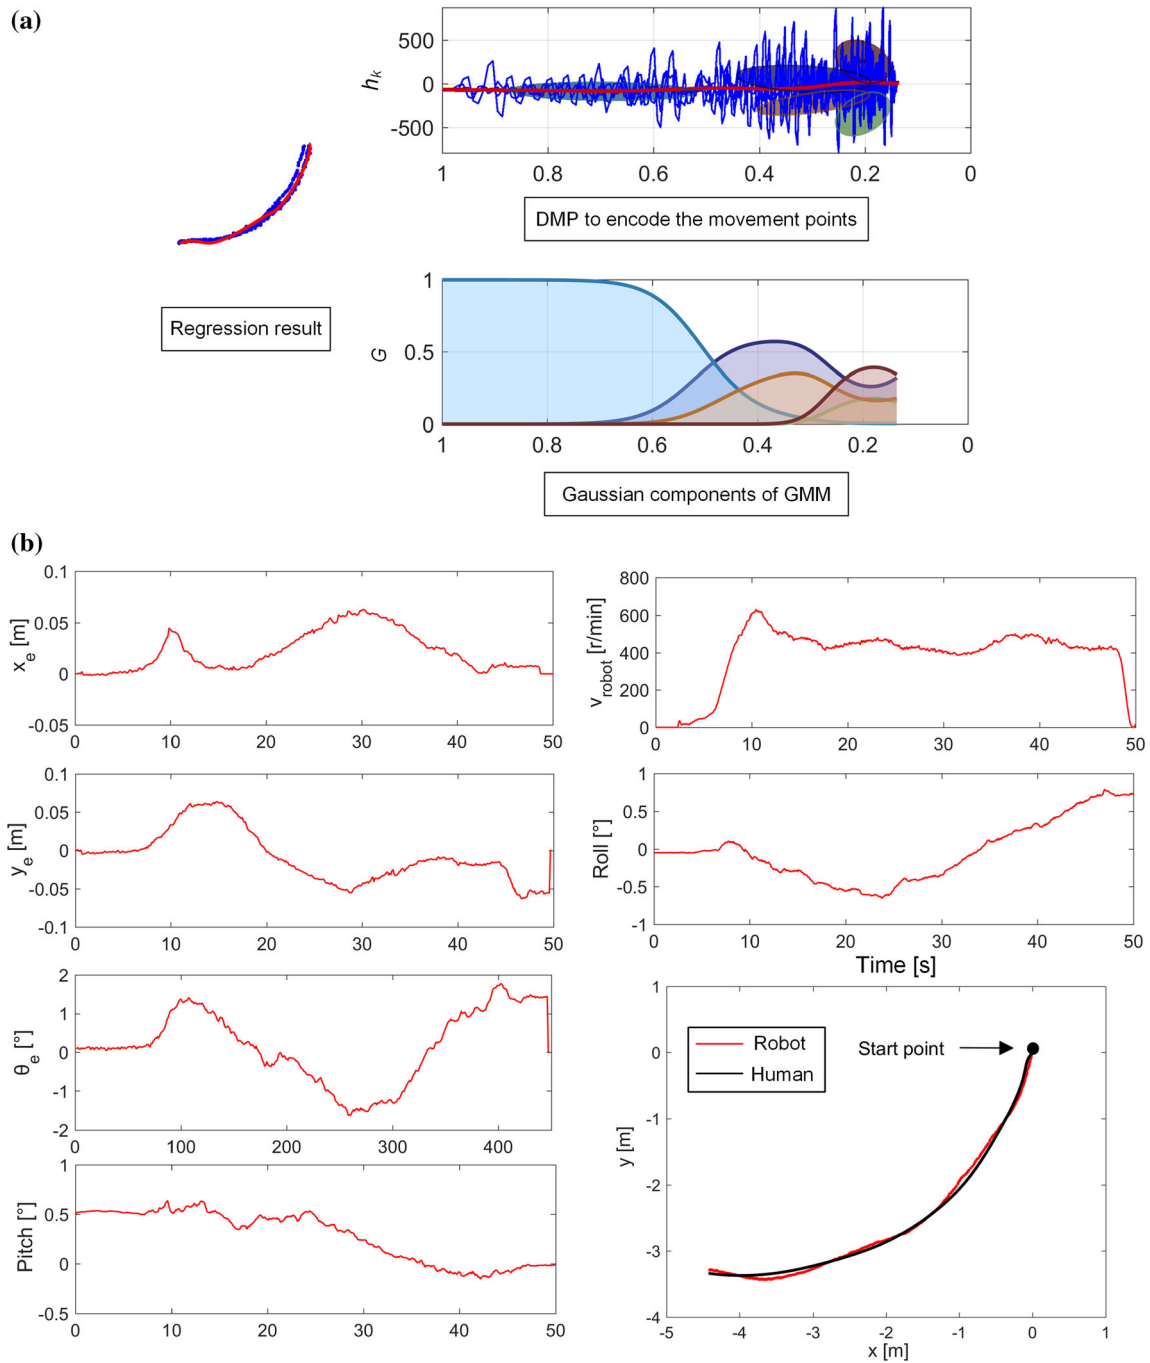 (a)
500
0
-500
h_k
1 0.8 0.6 0.4 0.2 0
DMP to encode the movement points
Regression result
1
0.5
0
G
1 0.8 0.6 0.4 0.2 0
Gaussian components of GMM
(b)
0.1
0.05
0
-0.05
x_e [m]
0 10 20 30 40 50
800
600
400
200
0
v_robot [r/min]
0 10 20 30 40 50
0.1
0.05
0
-0.05
-0.1
y_e [m]
0 10 20 30 40 50
1
0.5
0
-0.5
-1
Roll [°]
0 10 20 30 40 50
Time [s]
2
1
0
-1
-2
θ_e [°]
0 100 200 300 400
1
0.5
0
-0.5
Pitch [°]
0 10 20 30 40 50
1
0
-1
-2
-3
-4
y [m]
Robot
Human
Start point
-5 -4 -3 -2 -1 0 1
x [m]